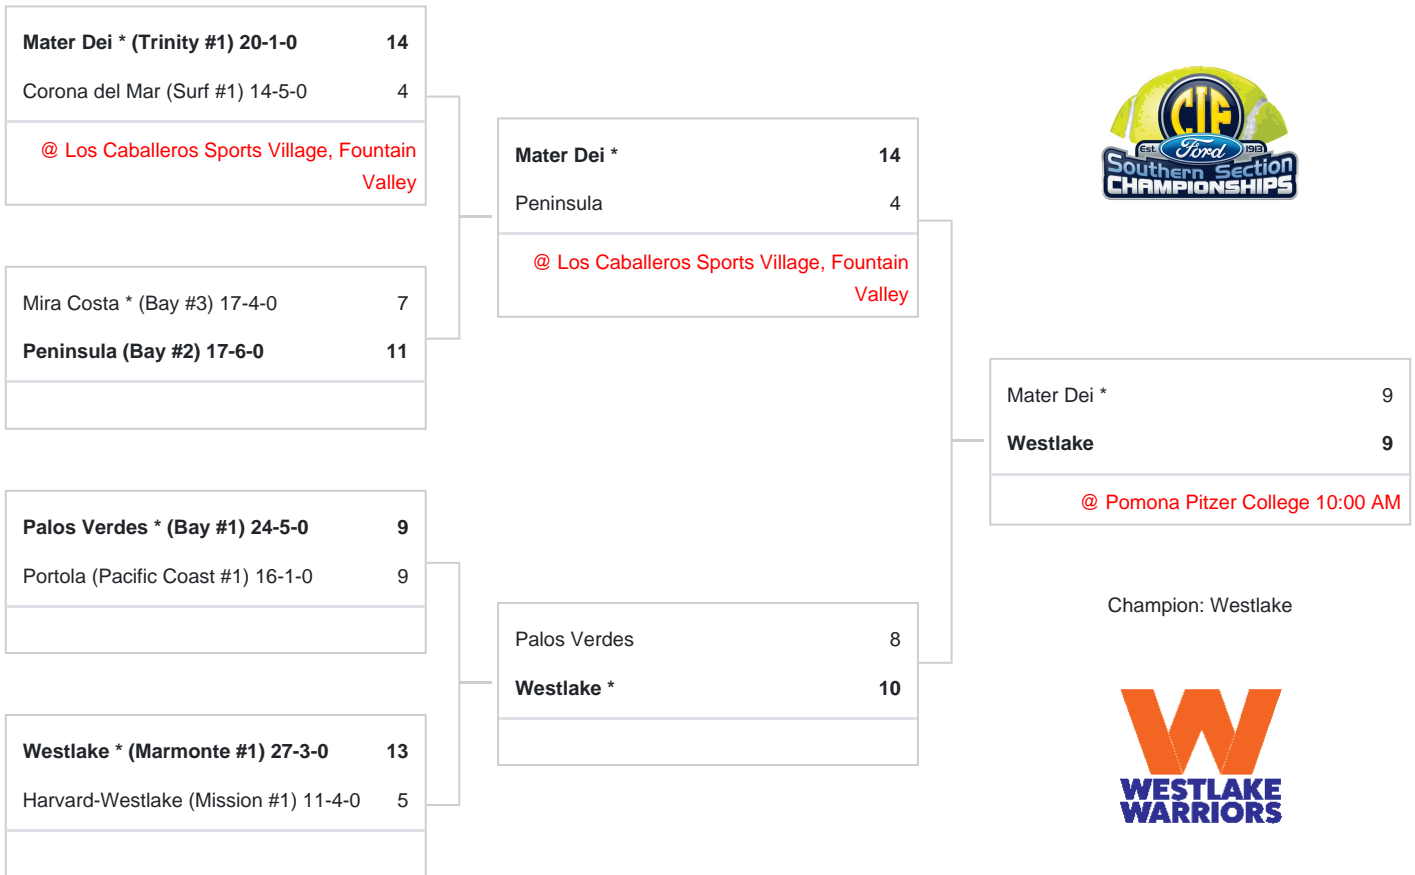 Mater Dei * (Trinity #1) 20-1-0 14
Corona del Mar (Surf #1) 14-5-0 4
@ Los Caballeros Sports Village, Fountain
Valley
Mira Costa * (Bay #3) 17-4-0 7
Peninsula (Bay #2) 17-6-0 11
Palos Verdes * (Bay #1) 24-5-0 9
Portola (Pacific Coast #1) 16-1-0 9
Westlake * (Marmonte #1) 27-3-0 13
Harvard-Westlake (Mission #1) 11-4-0 5
Mater Dei * 14
Peninsula 4
@ Los Caballeros Sports Village, Fountain
Valley
Palos Verdes 8
Westlake * 10
CIF
Est. Ford 1913
Southern Section
CHAMPIONSHIPS
Mater Dei * 9
Westlake 9
@ Pomona Pitzer College 10:00 AM
Champion: Westlake
W
WESTLAKE
WARRIORS